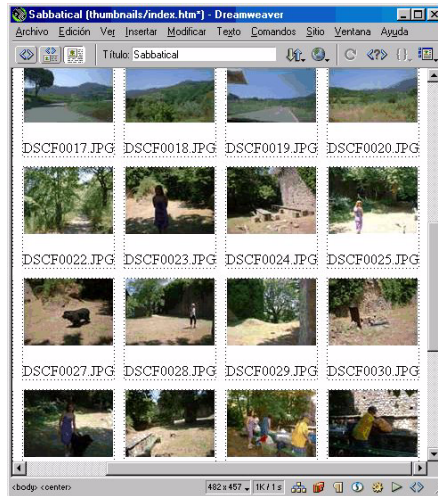 Sabbatical (thumbnails/index.htm*) - Dreamweaver
Archivo Edición Ver Insertar Modificar Texto Comandos Sitio Ventana Ayuda
Título: Sabbatical
DSCF0017.JPG DSCF0018.JPG DSCF0019.JPG DSCF0020.JPG
DSCF0022.JPG DSCF0023.JPG DSCF0024.JPG DSCF0025.JPG
DSCF0027.JPG DSCF0028.JPG DSCF0029.JPG DSCF0030.JPG
<body> <center> 482 x 457 1K / 1 s